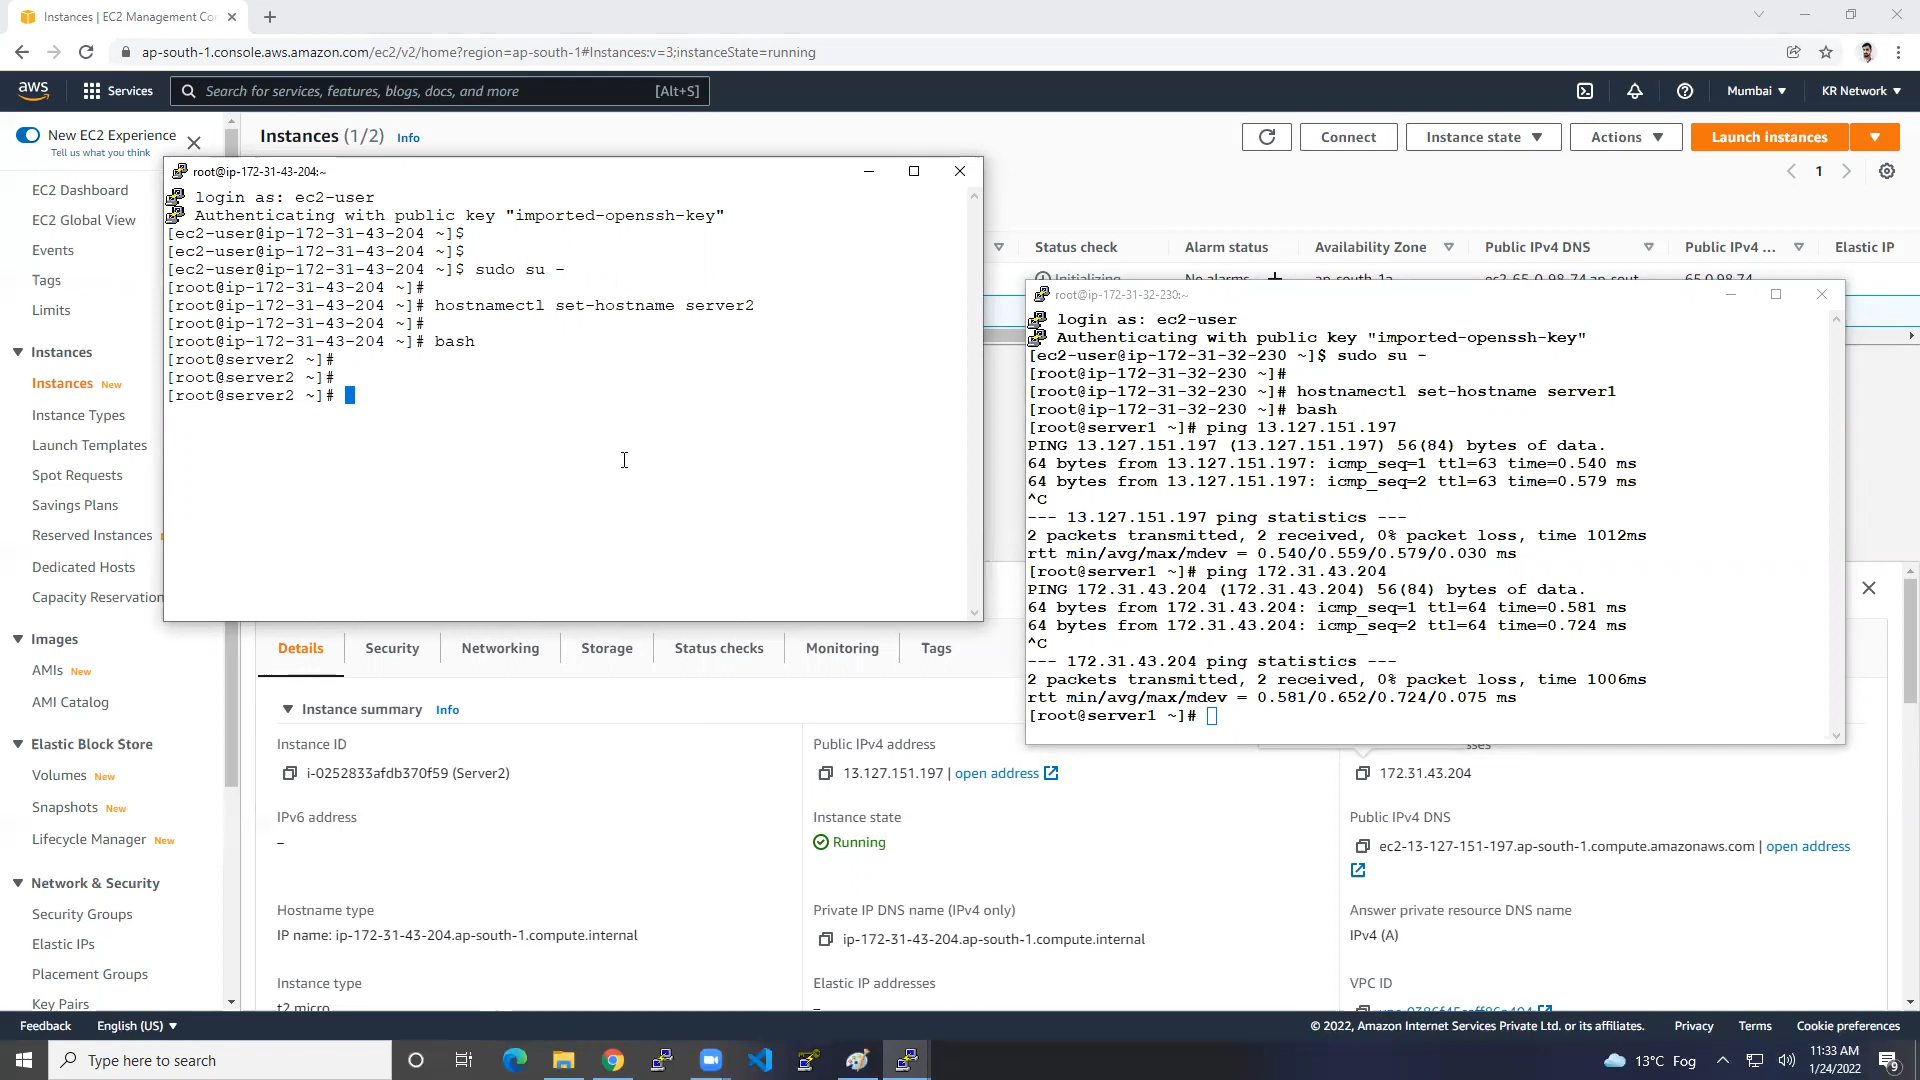 Instances | EC2 Management Co
ap-south-1.console.aws.amazon.com/ec2/v2/home?region=ap-south-1#Instances:v=3;instanceState=running
aws
Services
Search for services, features, blogs, docs, and more
[Alt+S]
Mumbai
KR Network
New EC2 Experience
Tell us what you think
EC2 Dashboard
EC2 Global View
Events
Tags
Limits
Instances
Instances New
Instance Types
Launch Templates
Spot Requests
Savings Plans
Reserved Instances
Dedicated Hosts
Capacity Reservation
Images
AMIs New
AMI Catalog
Elastic Block Store
Volumes New
Snapshots New
Lifecycle Manager New
Network & Security
Security Groups
Elastic IPs
Placement Groups
Key Pairs
Instances (1/2) Info
Connect
Instance state
Actions
Launch instances
1
Status check
Alarm status
Availability Zone
Public IPv4 DNS
Public IPv4 ...
Elastic IP
Initializing
No alarms
ap-south-1a
ec2-65-0-98-74.ap-sout...
65.0.98.74
root@ip-172-31-43-204:~
login as: ec2-user
Authenticating with public key "imported-openssh-key"
[ec2-user@ip-172-31-43-204 ~]$
[ec2-user@ip-172-31-43-204 ~]$
[ec2-user@ip-172-31-43-204 ~]$ sudo su -
[root@ip-172-31-43-204 ~]#
[root@ip-172-31-43-204 ~]# hostnamectl set-hostname server2
[root@ip-172-31-43-204 ~]#
[root@ip-172-31-43-204 ~]# bash
[root@server2 ~]#
[root@server2 ~]#
[root@server2 ~]#
root@ip-172-31-32-230:~
login as: ec2-user
Authenticating with public key "imported-openssh-key"
[ec2-user@ip-172-31-32-230 ~]$ sudo su -
[root@ip-172-31-32-230 ~]#
[root@ip-172-31-32-230 ~]# hostnamectl set-hostname server1
[root@ip-172-31-32-230 ~]# bash
[root@server1 ~]# ping 13.127.151.197
PING 13.127.151.197 (13.127.151.197) 56(84) bytes of data.
64 bytes from 13.127.151.197: icmp_seq=1 ttl=63 time=0.540 ms
64 bytes from 13.127.151.197: icmp_seq=2 ttl=63 time=0.579 ms
^C
--- 13.127.151.197 ping statistics ---
2 packets transmitted, 2 received, 0% packet loss, time 1012ms
rtt min/avg/max/mdev = 0.540/0.559/0.579/0.030 ms
[root@server1 ~]# ping 172.31.43.204
PING 172.31.43.204 (172.31.43.204) 56(84) bytes of data.
64 bytes from 172.31.43.204: icmp_seq=1 ttl=64 time=0.581 ms
64 bytes from 172.31.43.204: icmp_seq=2 ttl=64 time=0.724 ms
^C
--- 172.31.43.204 ping statistics ---
2 packets transmitted, 2 received, 0% packet loss, time 1006ms
rtt min/avg/max/mdev = 0.581/0.652/0.724/0.075 ms
[root@server1 ~]#
Details
Security
Networking
Storage
Status checks
Monitoring
Tags
Instance summary Info
Instance ID
i-0252833afdb370f59 (Server2)
Public IPv4 address
13.127.151.197 | open address
sses
172.31.43.204
IPv6 address
–
Instance state
Running
Public IPv4 DNS
ec2-13-127-151-197.ap-south-1.compute.amazonaws.com | open address
Hostname type
IP name: ip-172-31-43-204.ap-south-1.compute.internal
Private IP DNS name (IPv4 only)
ip-172-31-43-204.ap-south-1.compute.internal
Answer private resource DNS name
IPv4 (A)
Instance type
t2.micro
Elastic IP addresses
–
VPC ID
Feedback
English (US)
© 2022, Amazon Internet Services Private Ltd. or its affiliates.
Privacy
Terms
Cookie preferences
Type here to search
13°C Fog
11:33 AM
1/24/2022
9